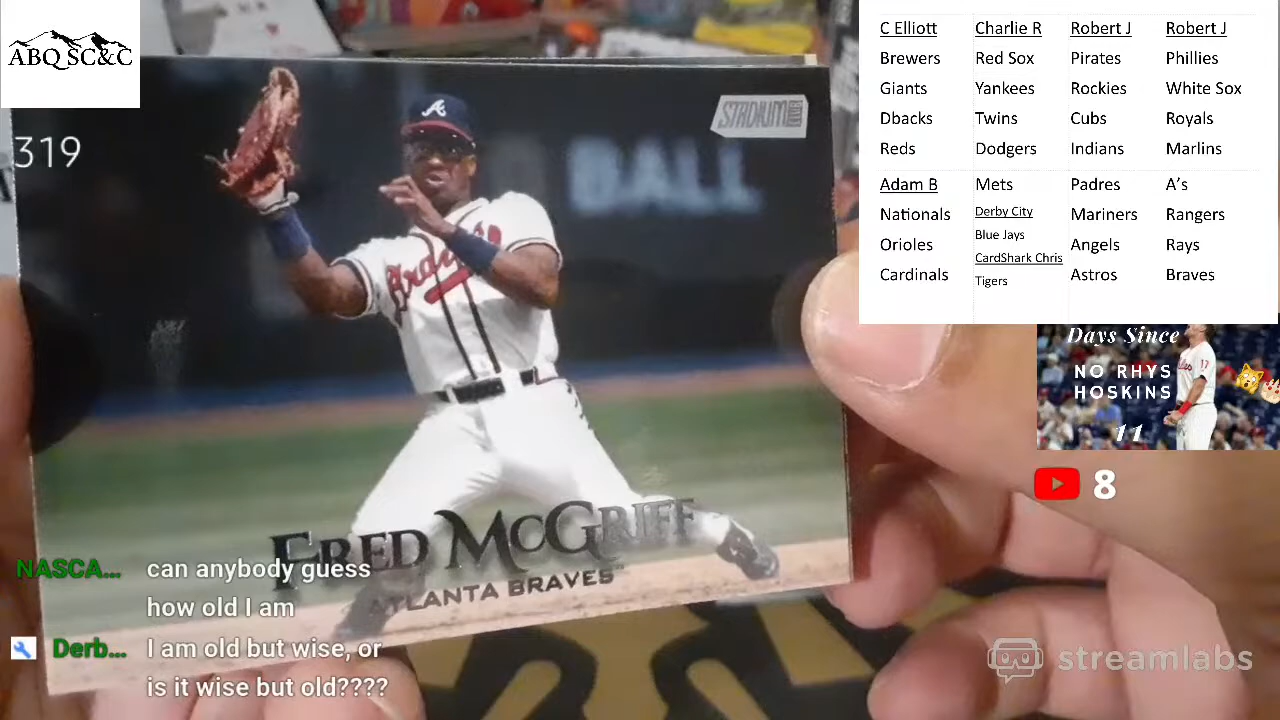 ABQ SC&C
319
STADIUM
BALL
A
Braves
FRED McGRIFF
ATLANTA BRAVES
NASCA... can anybody guess
how old I am
Derb... I am old but wise, or
is it wise but old????
C Elliott
Brewers
Giants
Dbacks
Reds
Adam B
Nationals
Orioles
Cardinals
Charlie R
Red Sox
Yankees
Twins
Dodgers
Mets
Derby City
Blue Jays
CardShark Chris
Tigers
Robert J
Pirates
Rockies
Cubs
Indians
Padres
Mariners
Angels
Astros
Robert J
Phillies
White Sox
Royals
Marlins
A's
Rangers
Rays
Braves
Days Since
NO RHYS
HOSKINS
11
8
streamlabs